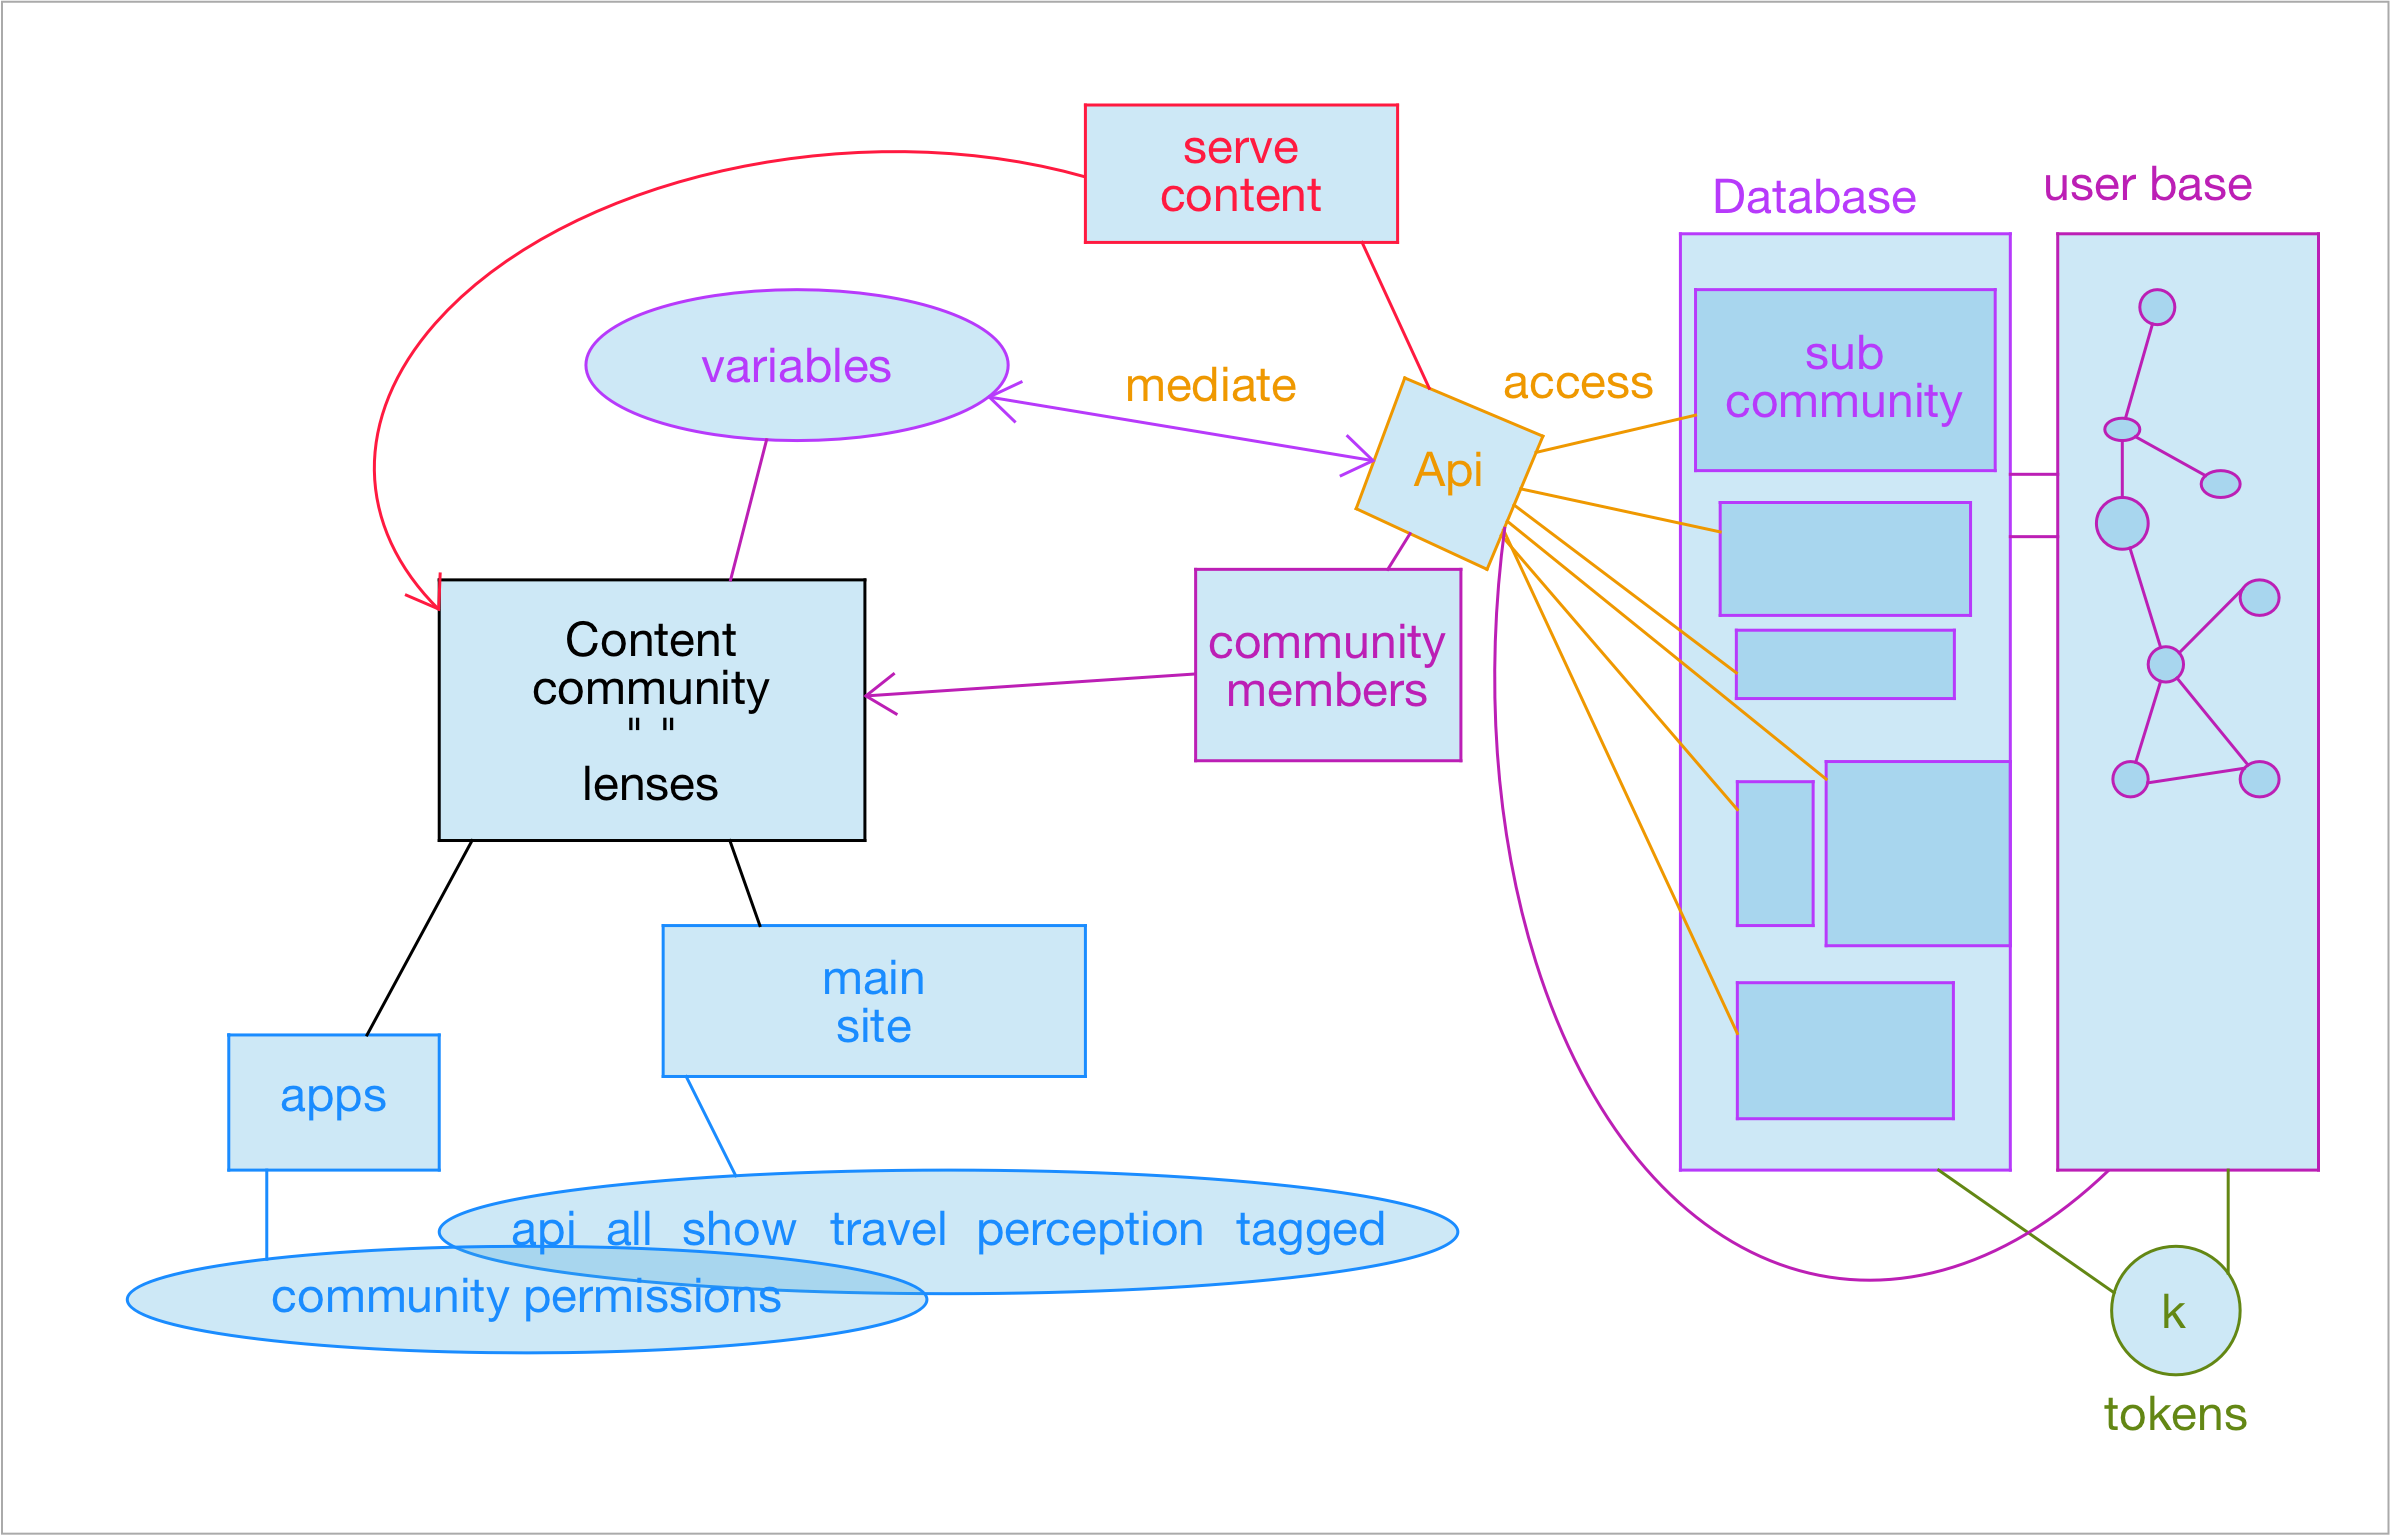 serve
content
Database
user base
variables
mediate
access
sub
community
Api
Content
community
" "
lenses
community
members
main
site
apps
api all show travel perception tagged
community permissions
k
tokens